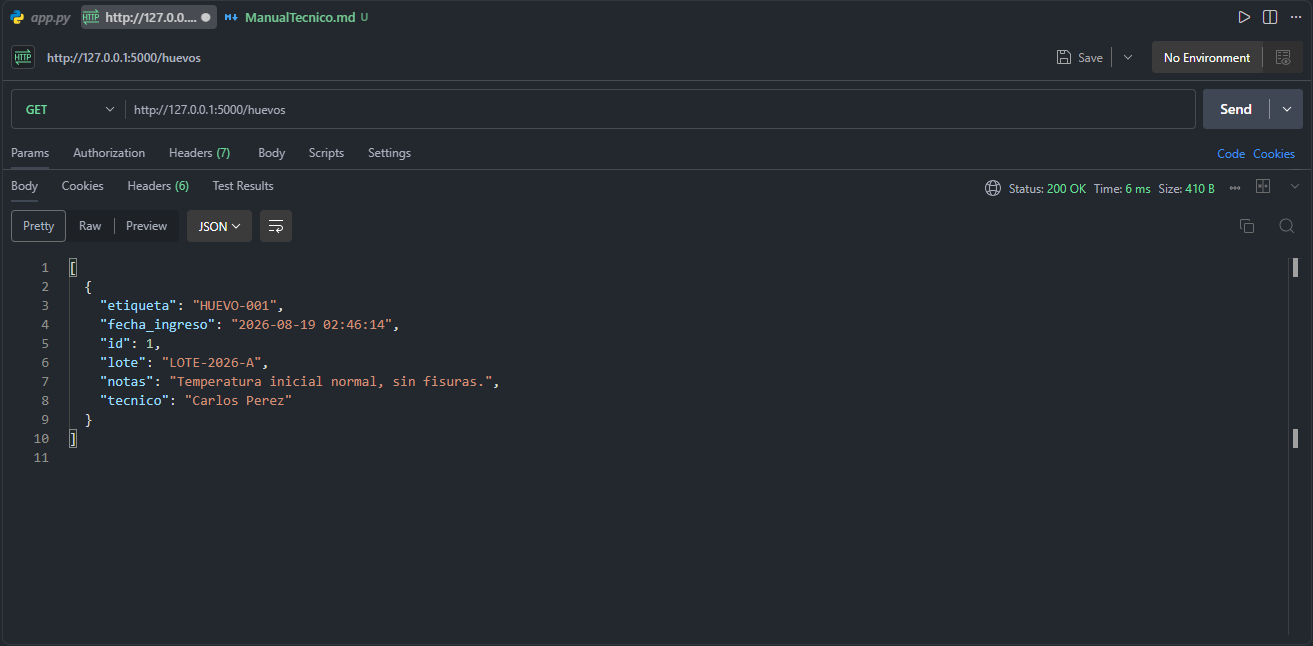 app.py HTTP http://127.0.0.... ManualTecnico.md U
HTTP http://127.0.0.1:5000/huevos Save No Environment
GET http://127.0.0.1:5000/huevos Send
Params Authorization Headers (7) Body Scripts Settings Code Cookies
Body Cookies Headers (6) Test Results Status: 200 OK Time: 6 ms Size: 410 B
Pretty Raw Preview JSON
1 [
2 {
3 "etiqueta": "HUEVO-001",
4 "fecha_ingreso": "2026-08-19 02:46:14",
5 "id": 1,
6 "lote": "LOTE-2026-A",
7 "notas": "Temperatura inicial normal, sin fisuras.",
8 "tecnico": "Carlos Perez"
9 }
10 ]
11